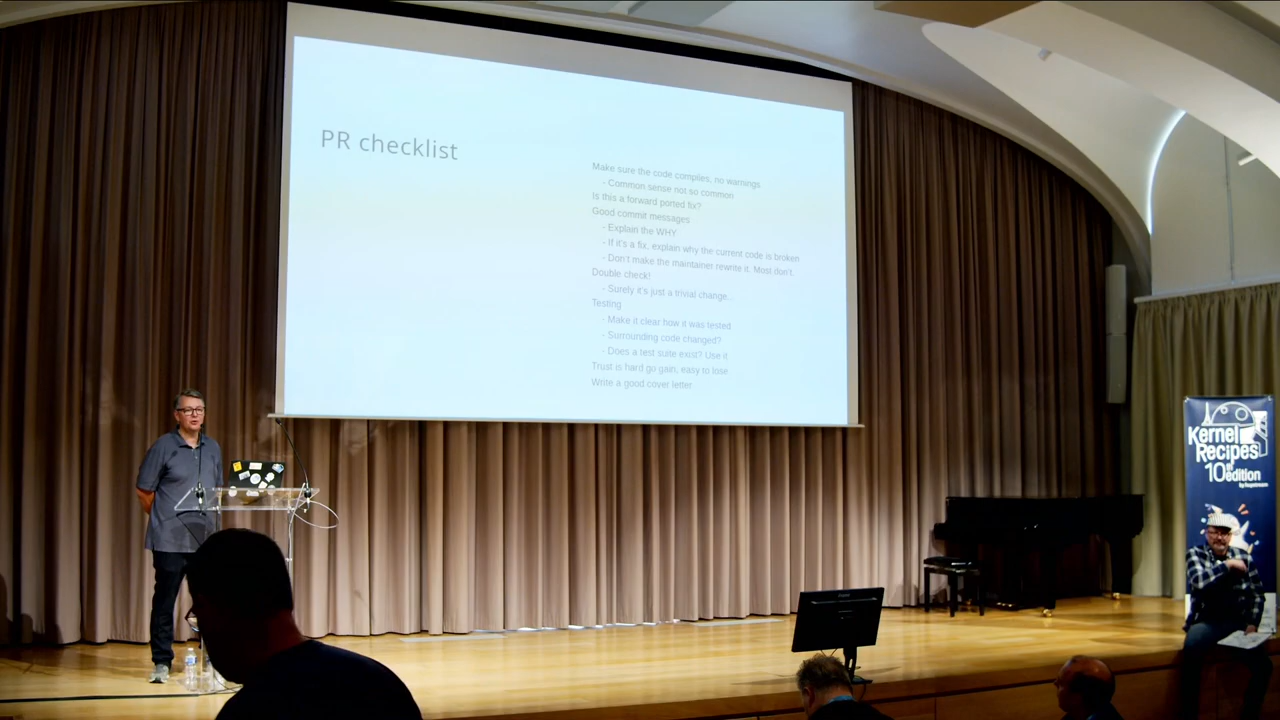 PR checklist
Make sure the code compiles, no warnings
- Common sense not so common
Is this a forward ported fix?
Good commit messages
- Explain the WHY
- If it's a fix, explain why the current code is broken
- Don't make the maintainer rewrite it. Most don't.
Double check!
- Surely it's just a trivial change..
Testing
- Make it clear how it was tested
- Surrounding code changed?
- Does a test suite exist? Use it
Trust is hard go gain, easy to lose
Write a good cover letter
Kernel
Recipes
10 edition